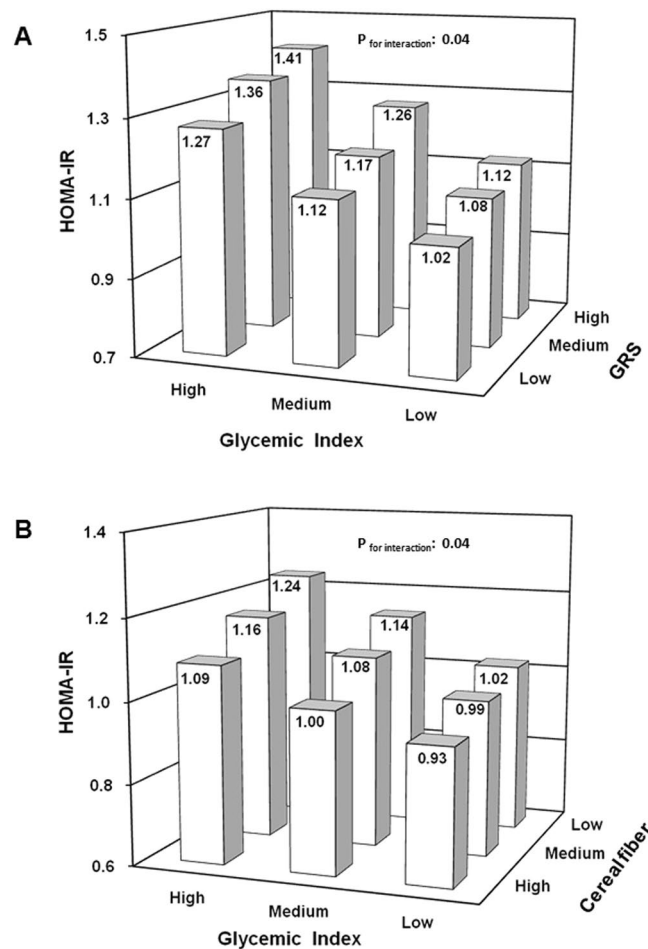 A
1.5
P for interaction: 0.04
1.41
1.36
1.3
1.27
1.26
1.17
1.12
1.12
1.08
1.1
1.02
HOMA-IR
0.9
0.7
High
Medium
Low
GRS
High
Medium
Low
Glycemic Index
B
1.4
P for interaction: 0.04
1.24
1.2
1.16
1.14
1.09
1.08
1.02
1.0
1.00
0.99
0.93
HOMA-IR
0.8
0.6
Low
Medium
High
Cereal fiber
High
Medium
Low
Glycemic Index